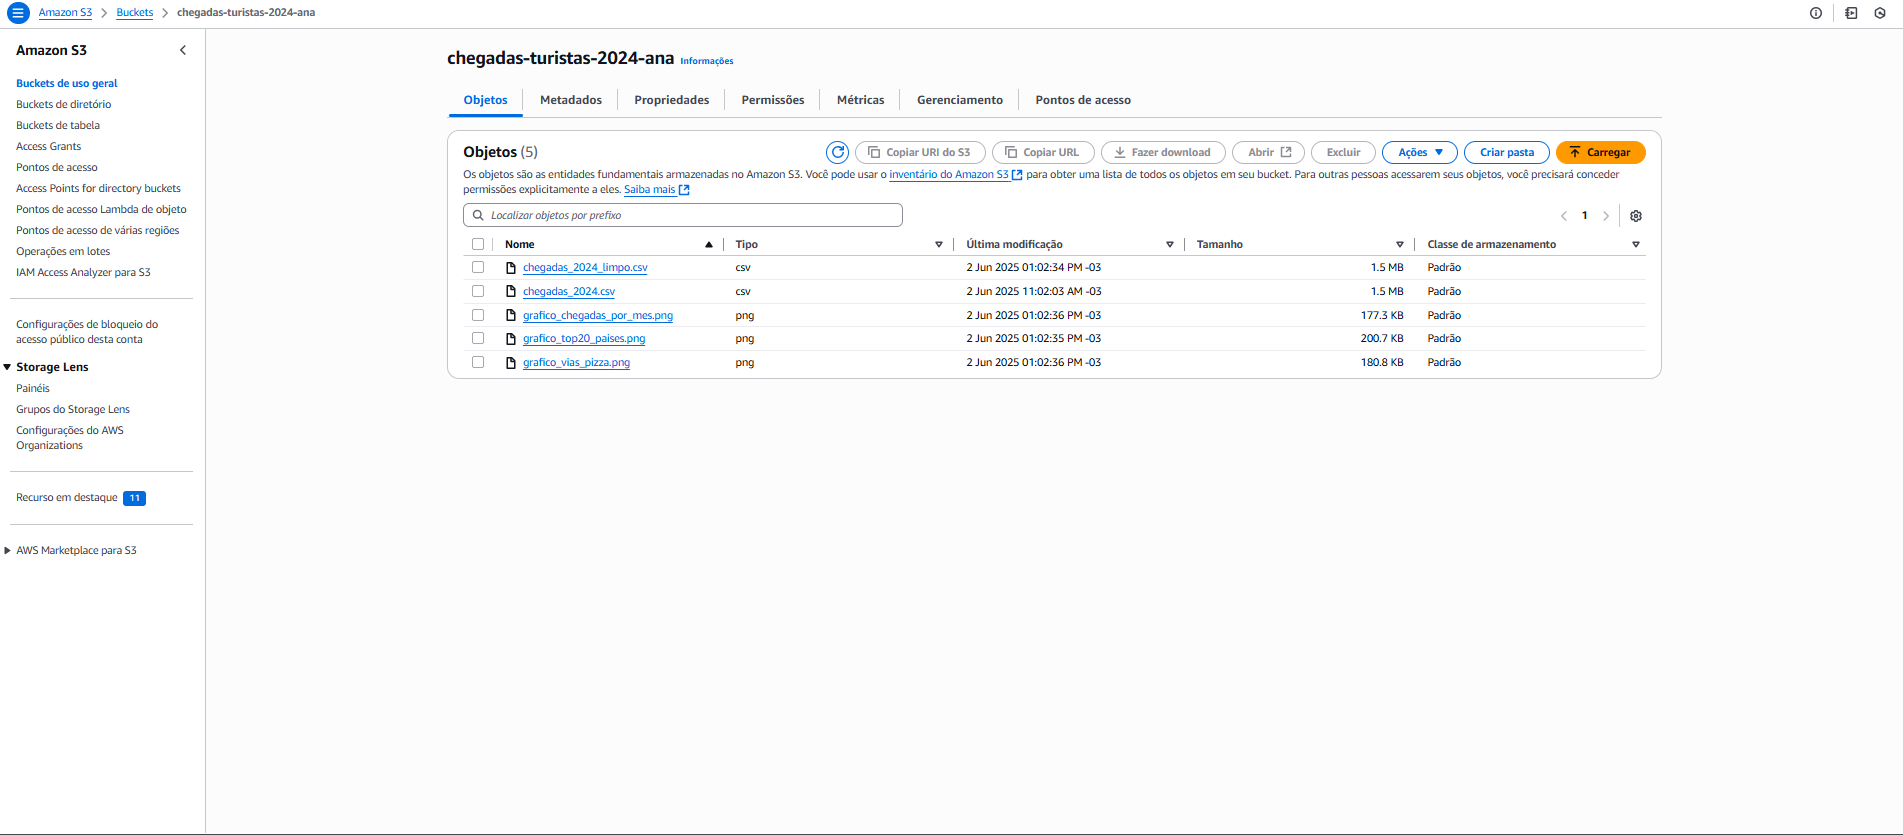 Amazon S3 > Buckets > chegadas-turistas-2024-ana
Amazon S3
Buckets de uso geral
Buckets de diretório
Buckets de tabela
Access Grants
Pontos de acesso
Access Points for directory buckets
Pontos de acesso Lambda de objeto
Pontos de acesso de várias regiões
Operações em lotes
IAM Access Analyzer para S3
Configurações de bloqueio do
acesso público desta conta
Storage Lens
Painéis
Grupos do Storage Lens
Configurações do AWS
Organizations
Recurso em destaque 11
AWS Marketplace para S3
chegadas-turistas-2024-ana Informações
Objetos Metadados Propriedades Permissões Métricas Gerenciamento Pontos de acesso
Objetos (5) Copiar URI do S3 Copiar URL Fazer download Abrir Excluir Ações Criar pasta Carregar
Os objetos são as entidades fundamentais armazenadas no Amazon S3. Você pode usar o inventário do Amazon S3 para obter uma lista de todos os objetos em seu bucket. Para outras pessoas acessarem seus objetos, você precisará conceder
permissões explicitamente a eles. Saiba mais
Localizar objetos por prefixo 1
Nome Tipo Última modificação Tamanho Classe de armazenamento
chegadas_2024_limpo.csv csv 2 Jun 2025 01:02:34 PM -03 1.5 MB Padrão
chegadas_2024.csv csv 2 Jun 2025 11:02:03 AM -03 1.5 MB Padrão
grafico_chegadas_por_mes.png png 2 Jun 2025 01:02:36 PM -03 177.3 KB Padrão
grafico_top20_paises.png png 2 Jun 2025 01:02:35 PM -03 200.7 KB Padrão
grafico_vias_pizza.png png 2 Jun 2025 01:02:36 PM -03 180.8 KB Padrão